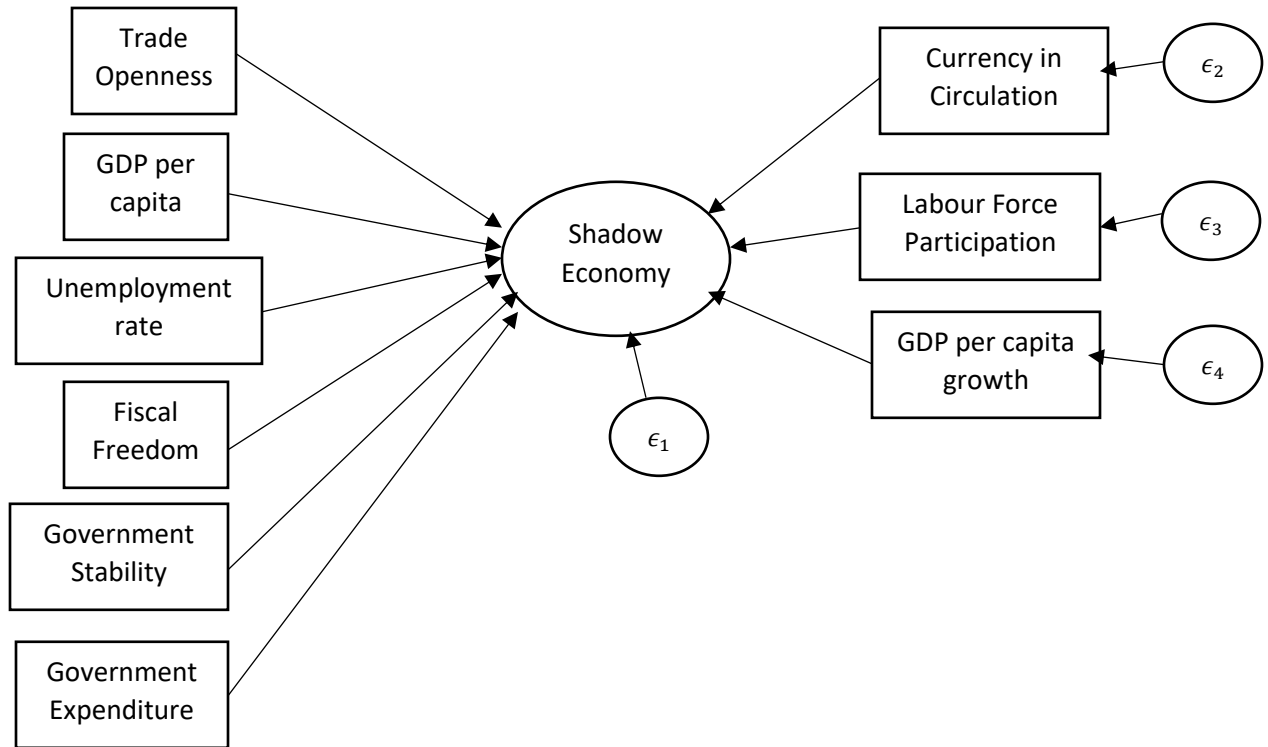 Trade
Openness
GDP per
capita
Unemployment
rate
Fiscal
Freedom
Government
Stability
Government
Expenditure
Shadow
Economy
ϵ₁
Currency in
Circulation
ϵ₂
Labour Force
Participation
ϵ₃
GDP per capita
growth
ϵ₄